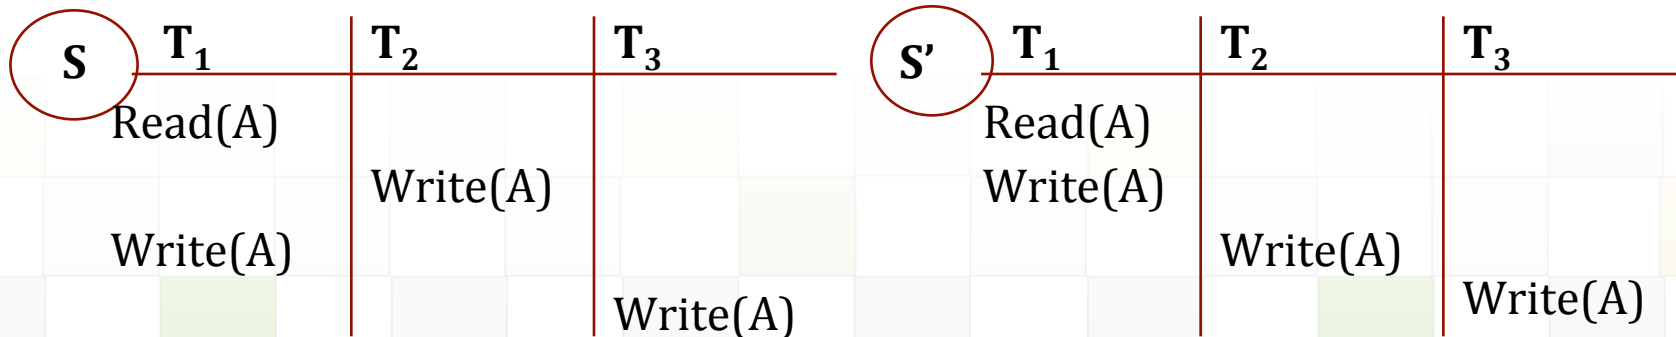 S T₁ T₂ T₃ S’ T₁ T₂ T₃
Read(A) Read(A)
Write(A) Write(A)
Write(A) Write(A)
Write(A) Write(A)